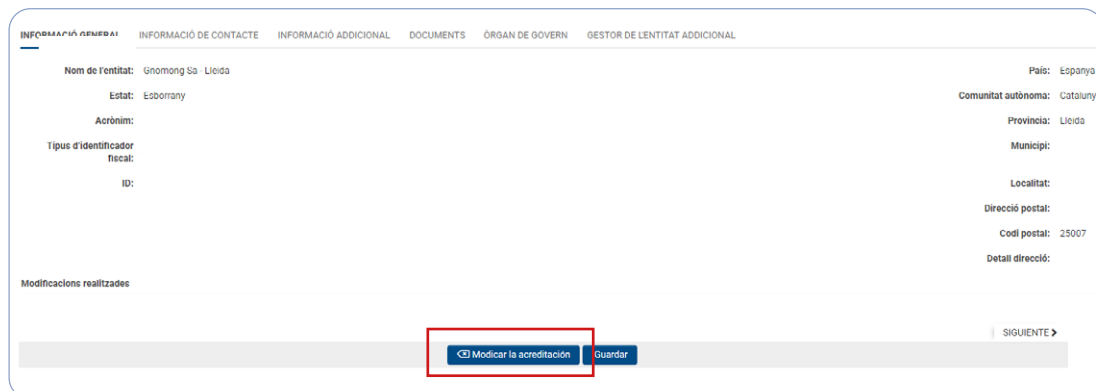 INFORMACIÓ GENERAL INFORMACIÓ DE CONTACTE INFORMACIÓ ADDICIONAL DOCUMENTS ÒRGAN DE GOVERN GESTOR DE L'ENTITAT ADDICIONAL
Nom de l'entitat: Gnomong Sa - Lleida País: Espanya
Estat: Esborrany Comunitat autònoma: Cataluny
Acrònim: Província: Lleida
Tipus d'identificador Municipi:
fiscal:
ID: Localitat:
Direcció postal:
Codi postal: 25007
Detall direcció:
Modificacions realitzades
SIGUIENTE
Modicar la acreditación Guardar